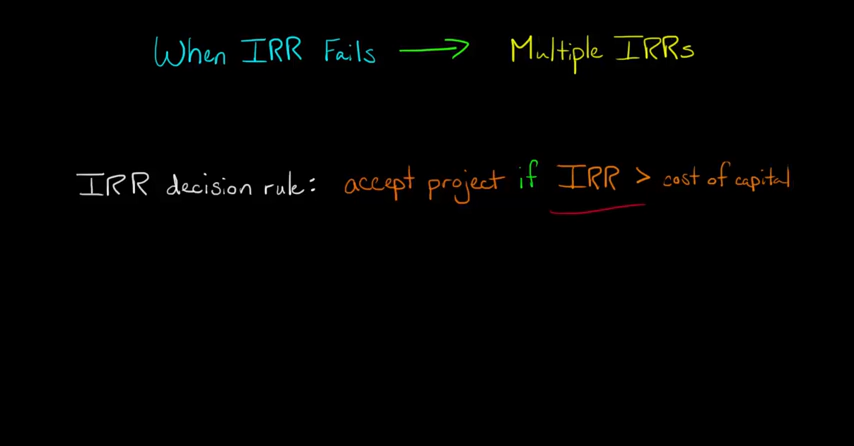 When IRR Fails → Multiple IRRs
IRR decision rule: accept project if IRR > cost of capital